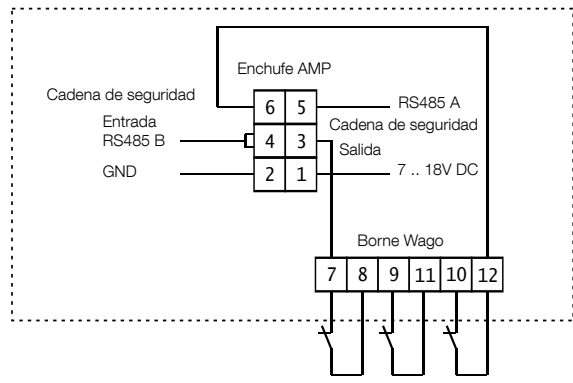 Enchufe AMP
Cadena de seguridad
Entrada
6 5
RS485 A
Cadena de seguridad
RS485 B
4 3
Salida
GND
2 1
7 .. 18V DC
Borne Wago
7 8 9 11 10 12